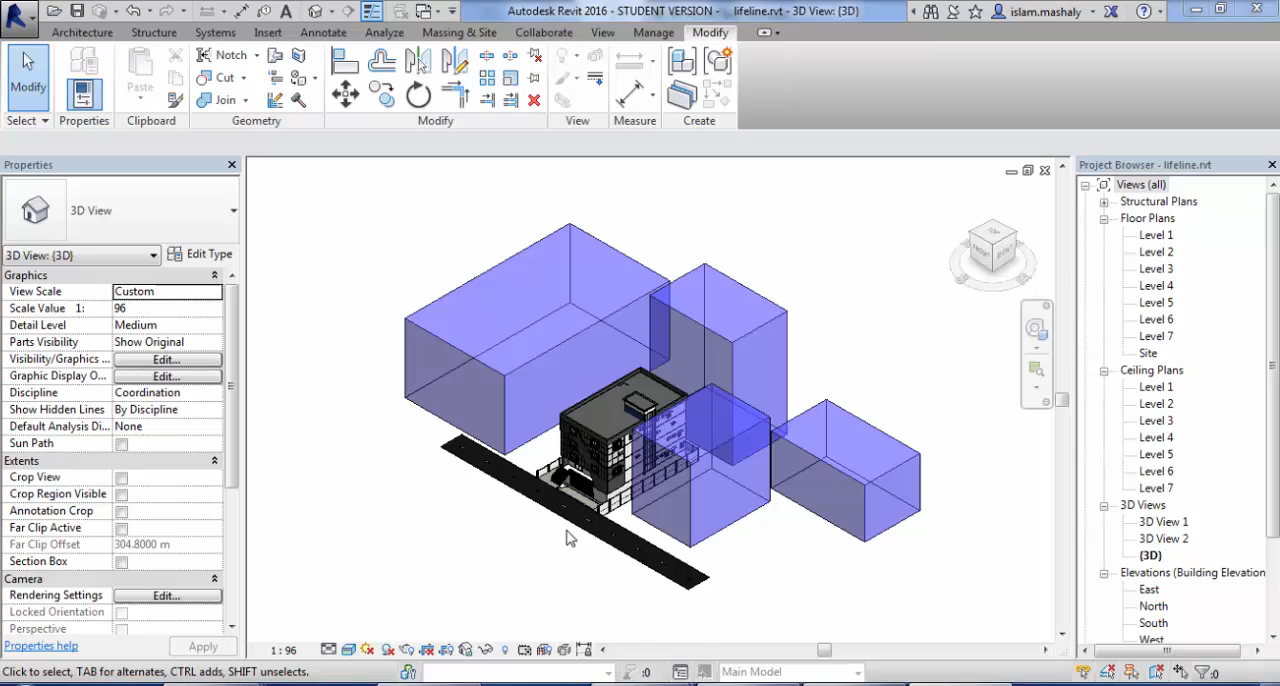 Autodesk Revit 2016 - STUDENT VERSION - lifeline.rvt - 3D View: {3D}
islam.mashaly
Architecture Structure Systems Insert Annotate Analyze Massing & Site Collaborate View Manage Modify
Modify
Paste
Notch
Cut
Join
Select Properties Clipboard Geometry Modify View Measure Create
Properties
3D View
3D View: {3D}
Edit Type
Graphics
View Scale Custom
Scale Value 1: 96
Detail Level Medium
Parts Visibility Show Original
Visibility/Graphics ... Edit...
Graphic Display O... Edit...
Discipline Coordination
Show Hidden Lines By Discipline
Default Analysis Di... None
Sun Path
Extents
Crop View
Crop Region Visible
Annotation Crop
Far Clip Active
Far Clip Offset 304.8000 m
Section Box
Camera
Rendering Settings Edit...
Locked Orientation
Perspective
Properties help
Apply
TOP
FRONT
1 : 96
Project Browser - lifeline.rvt
Views (all)
Structural Plans
Floor Plans
Level 1
Level 2
Level 3
Level 4
Level 5
Level 6
Level 7
Site
Ceiling Plans
Level 1
Level 2
Level 3
Level 4
Level 5
Level 6
Level 7
3D Views
3D View 1
3D View 2
{3D}
Elevations (Building Elevation
East
North
South
West
Click to select, TAB for alternates, CTRL adds, SHIFT unselects.
:0
Main Model
:0